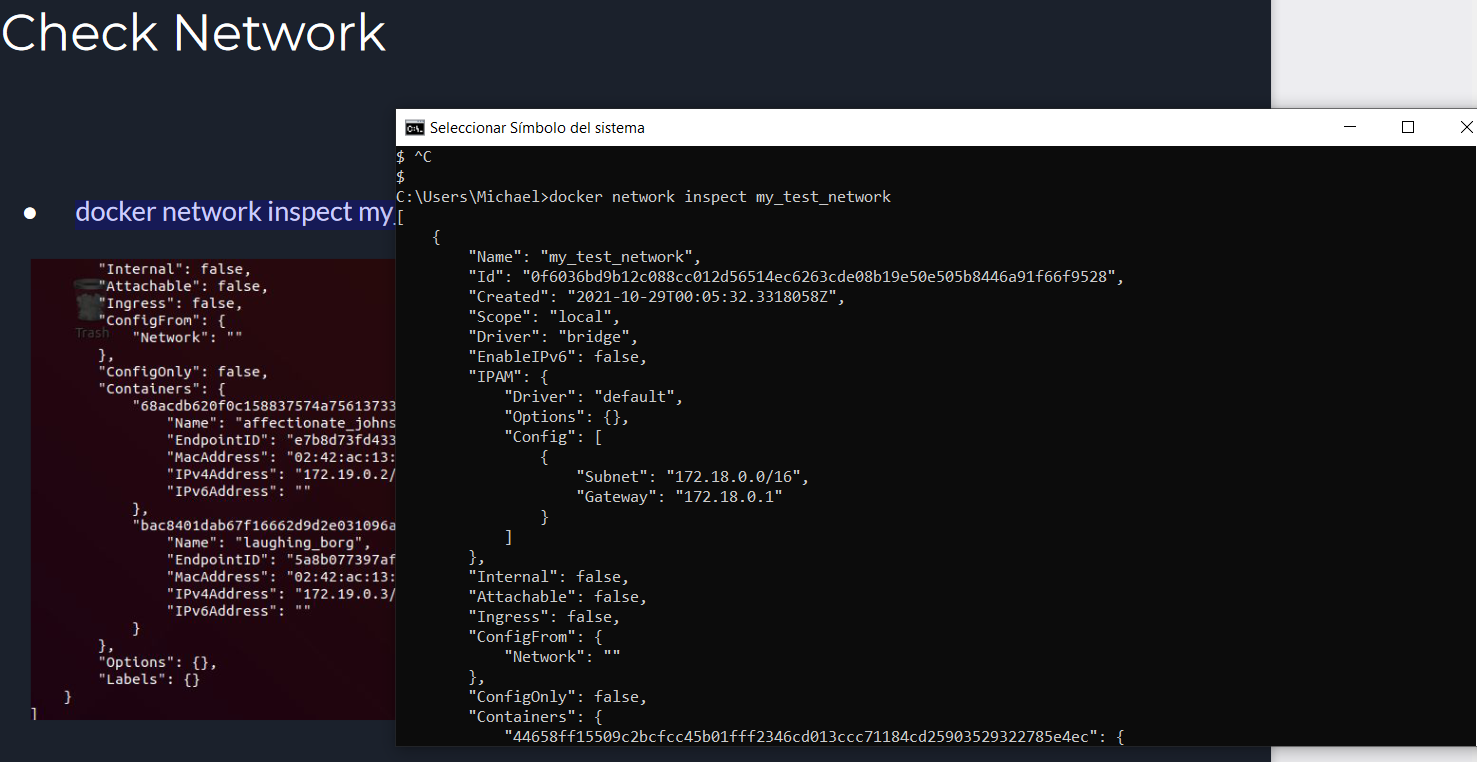 Check Network
• docker network inspect my_
"Internal": false,
"Attachable": false,
"Ingress": false,
"ConfigFrom": {
"Network": ""
Trash
},
"ConfigOnly": false,
"Containers": {
"68acdb620f0c158837574a75613733
"Name": "affectionate_johns
"EndpointID": "e7b8d73fd433
"MacAddress": "02:42:ac:13:
"IPv4Address": "172.19.0.2/
"IPv6Address": ""
},
"bac8401dab67f16662d9d2e031096a
"Name": "laughing_borg",
"EndpointID": "5a8b077397af
"MacAddress": "02:42:ac:13:
"IPv4Address": "172.19.0.3/
"IPv6Address": ""
}
},
"Options": {},
"Labels": {}
}
]
Seleccionar Símbolo del sistema
$ ^C
$
C:\Users\Michael>docker network inspect my_test_network
[
{
"Name": "my_test_network",
"Id": "0f6036bd9b12c088cc012d56514ec6263cde08b19e50e505b8446a91f66f9528",
"Created": "2021-10-29T00:05:32.3318058Z",
"Scope": "local",
"Driver": "bridge",
"EnableIPv6": false,
"IPAM": {
"Driver": "default",
"Options": {},
"Config": [
{
"Subnet": "172.18.0.0/16",
"Gateway": "172.18.0.1"
}
]
},
"Internal": false,
"Attachable": false,
"Ingress": false,
"ConfigFrom": {
"Network": ""
},
"ConfigOnly": false,
"Containers": {
"44658ff15509c2bcfcc45b01fff2346cd013ccc71184cd25903529322785e4ec": {